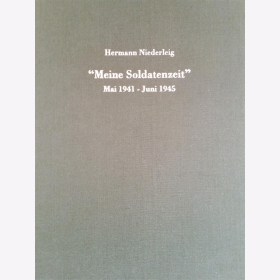 Hermann Niederleig
“Meine Soldatenzeit”
Mai 1941 - Juni 1945